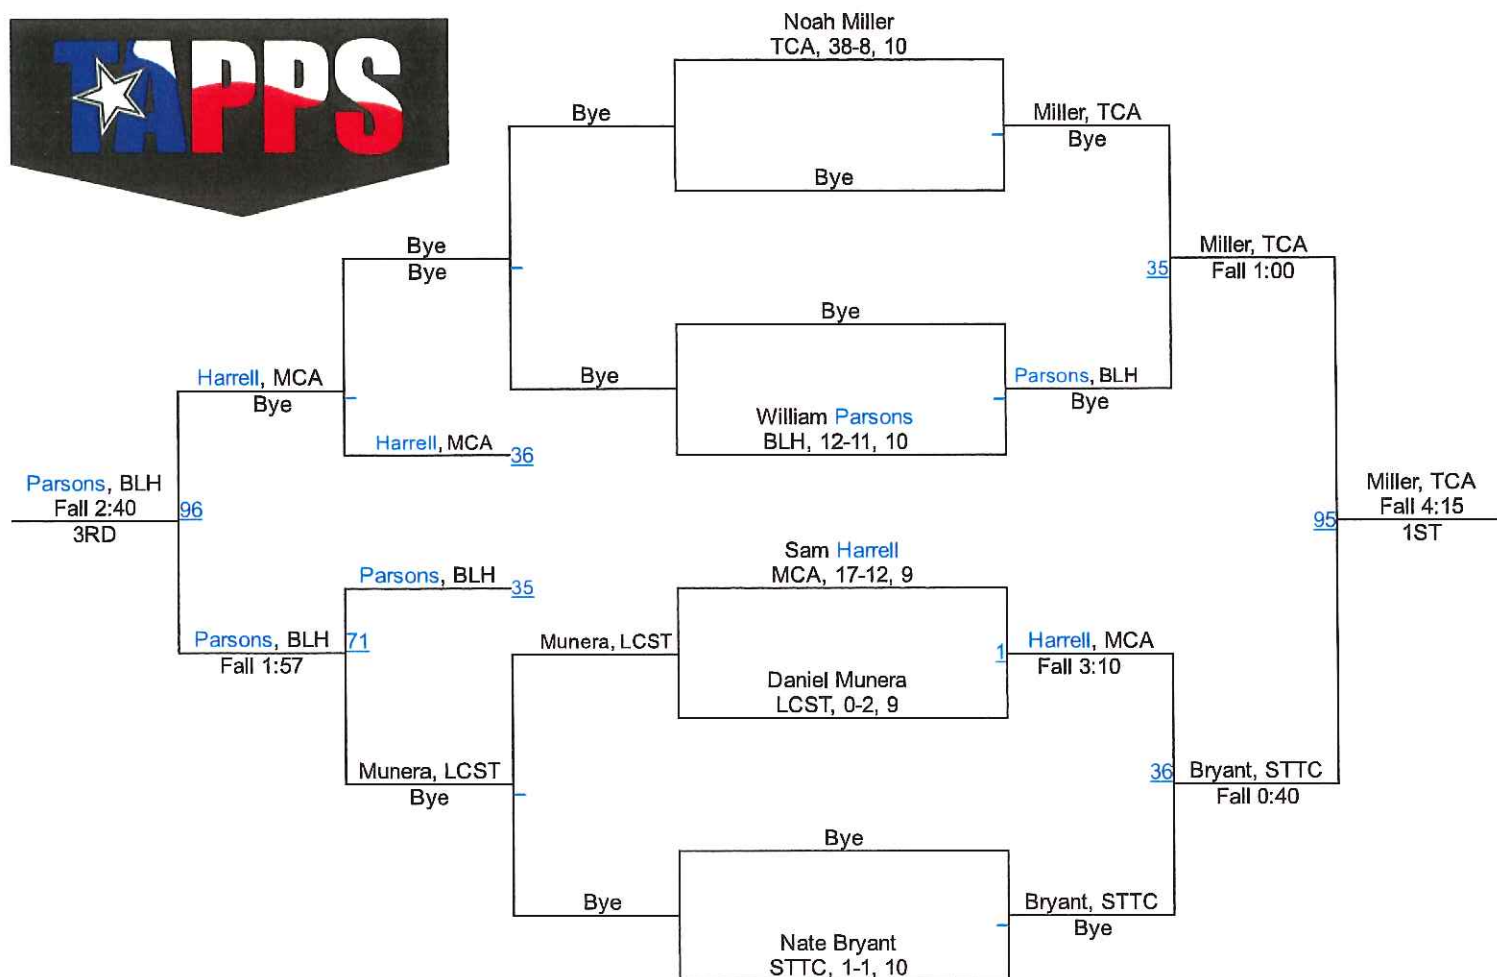 TAPPS
Noah Miller
TCA, 38-8, 10
Bye
Miller, TCA
Bye
Bye
Bye
Bye
Miller, TCA
Fall 1:00
35
Bye
Harrell, MCA
Bye
Bye
Parsons, BLH
Bye
William Parsons
BLH, 12-11, 10
Harrell, MCA
36
Parsons, BLH
Fall 2:40
3RD
96
Miller, TCA
Fall 4:15
1ST
95
Sam Harrell
MCA, 17-12, 9
Parsons, BLH
35
Parsons, BLH
Fall 1:57
71
Munera, LCST
1
Harrell, MCA
Fall 3:10
Daniel Munera
LCST, 0-2, 9
Munera, LCST
Bye
36
Bryant, STTC
Fall 0:40
Bye
Bye
Bryant, STTC
Bye
Nate Bryant
STTC, 1-1, 10